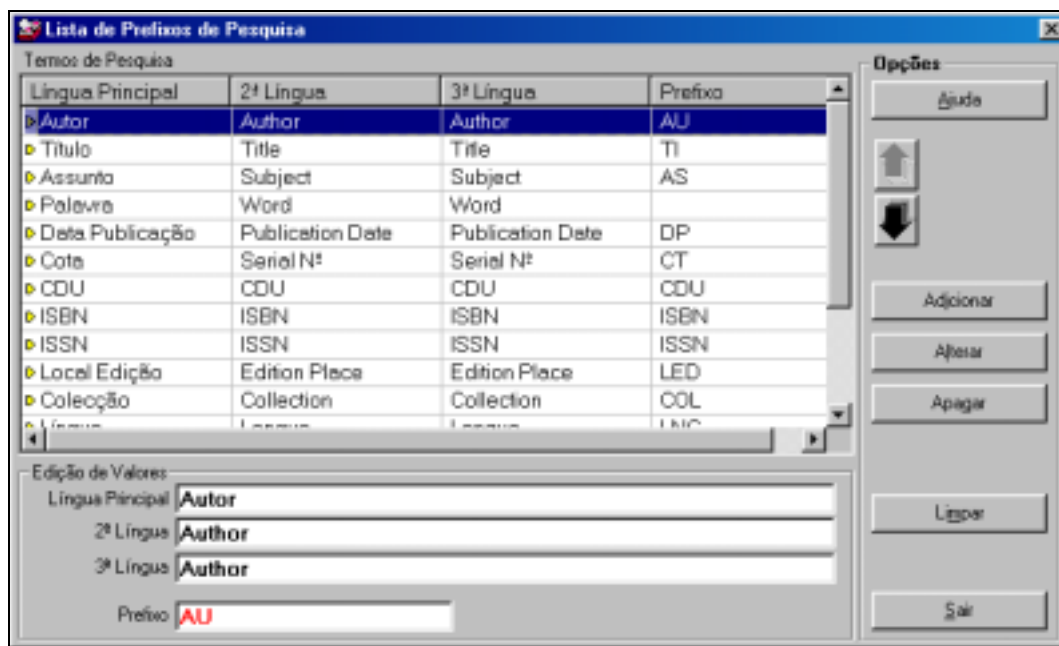 Lista de Prefixos de Pesquisa
Termos de Pesquisa
Língua Principal 2ª Língua 3ª Língua Prefixo
Autor Author Author AU
Título Title Title TI
Assunto Subject Subject AS
Palavra Word Word
Data Publicação Publication Date Publication Date DP
Cota Serial Nº Serial Nº CT
CDU CDU CDU CDU
ISBN ISBN ISBN ISBN
ISSN ISSN ISSN ISSN
Local Edição Edition Place Edition Place LED
Colecção Collection Collection COL
Edição de Valores
Língua Principal Autor
2ª Língua Author
3ª Língua Author
Prefixo AU
Opções
Ajuda
Adicionar
Alterar
Apagar
Limpar
Sair